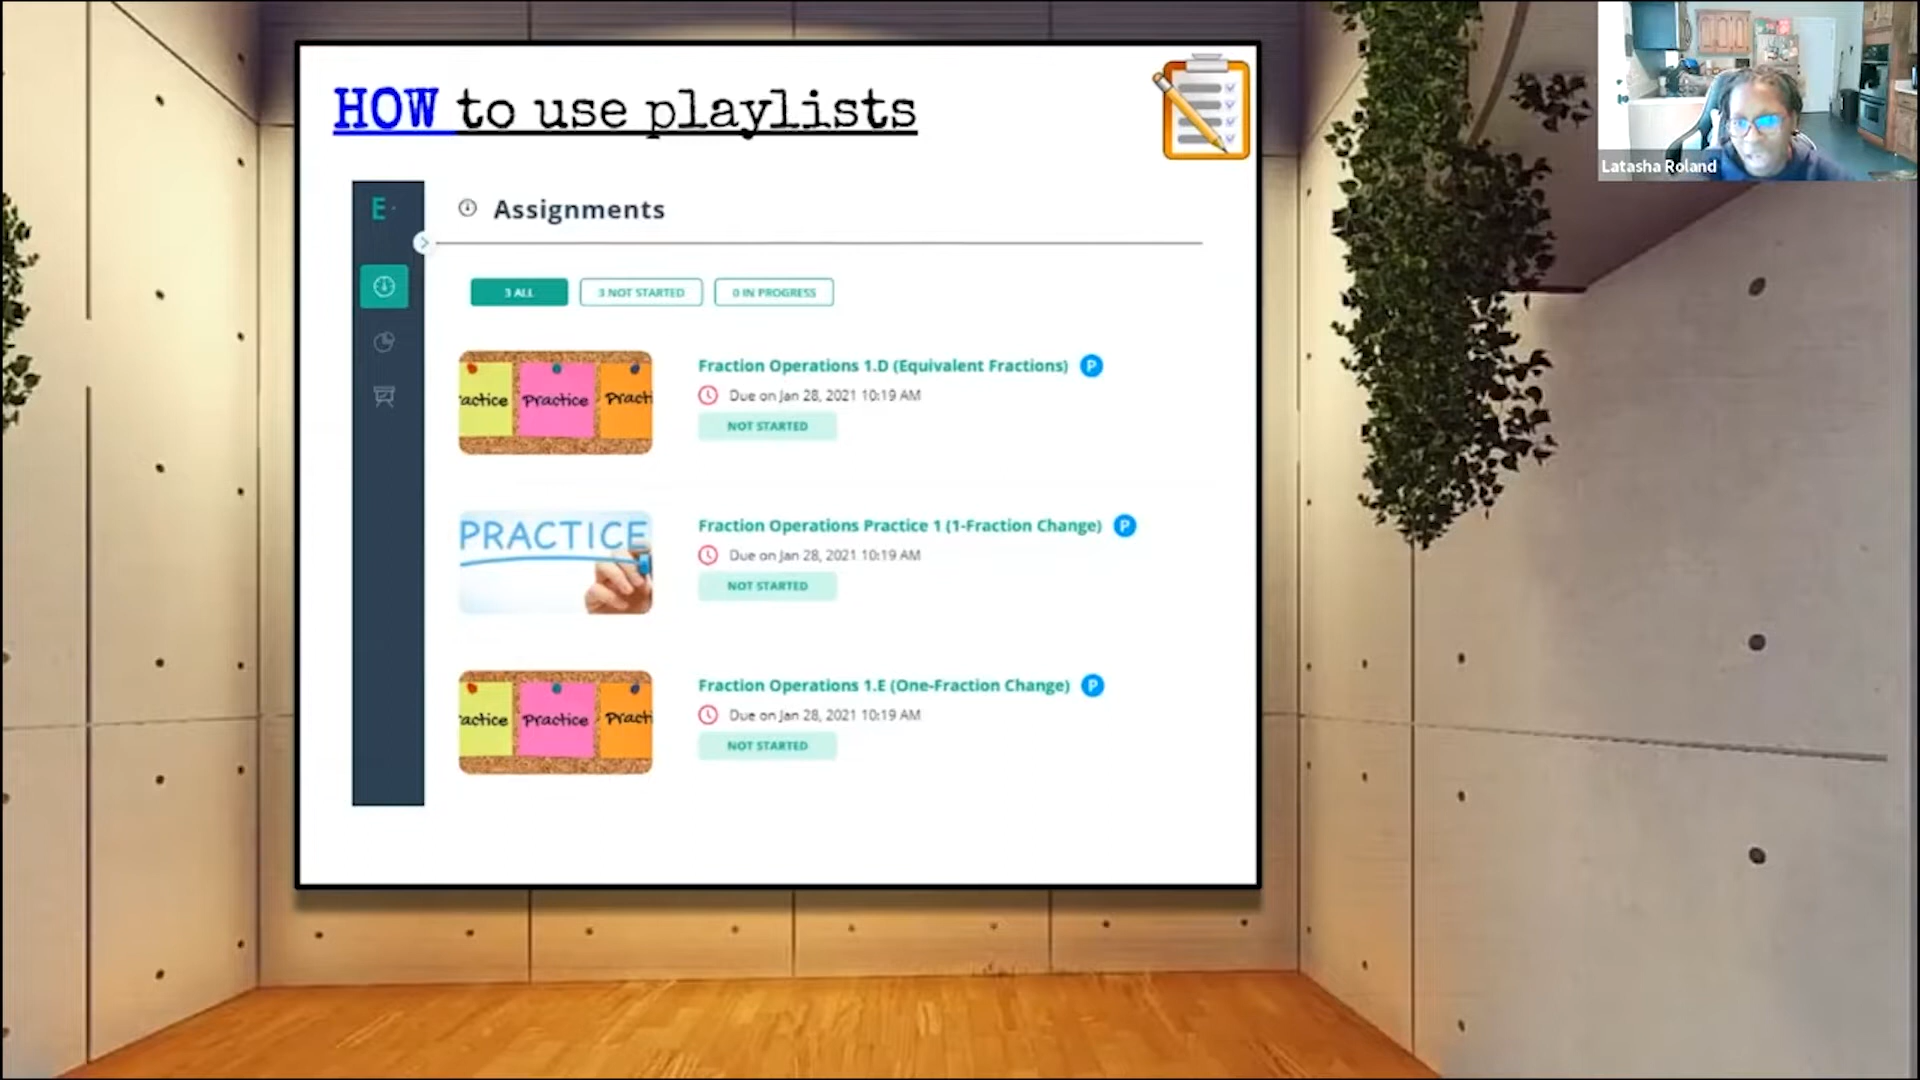 HOW to use playlists
Latasha Roland
E
Assignments
3 ALL
3 NOT STARTED
0 IN PROGRESS
actice Practice Practi
Fraction Operations 1.D (Equivalent Fractions) P
Due on Jan 28, 2021 10:19 AM
NOT STARTED
PRACTICE
Fraction Operations Practice 1 (1-Fraction Change) P
Due on Jan 28, 2021 10:19 AM
NOT STARTED
actice Practice Practi
Fraction Operations 1.E (One-Fraction Change) P
Due on Jan 28, 2021 10:19 AM
NOT STARTED